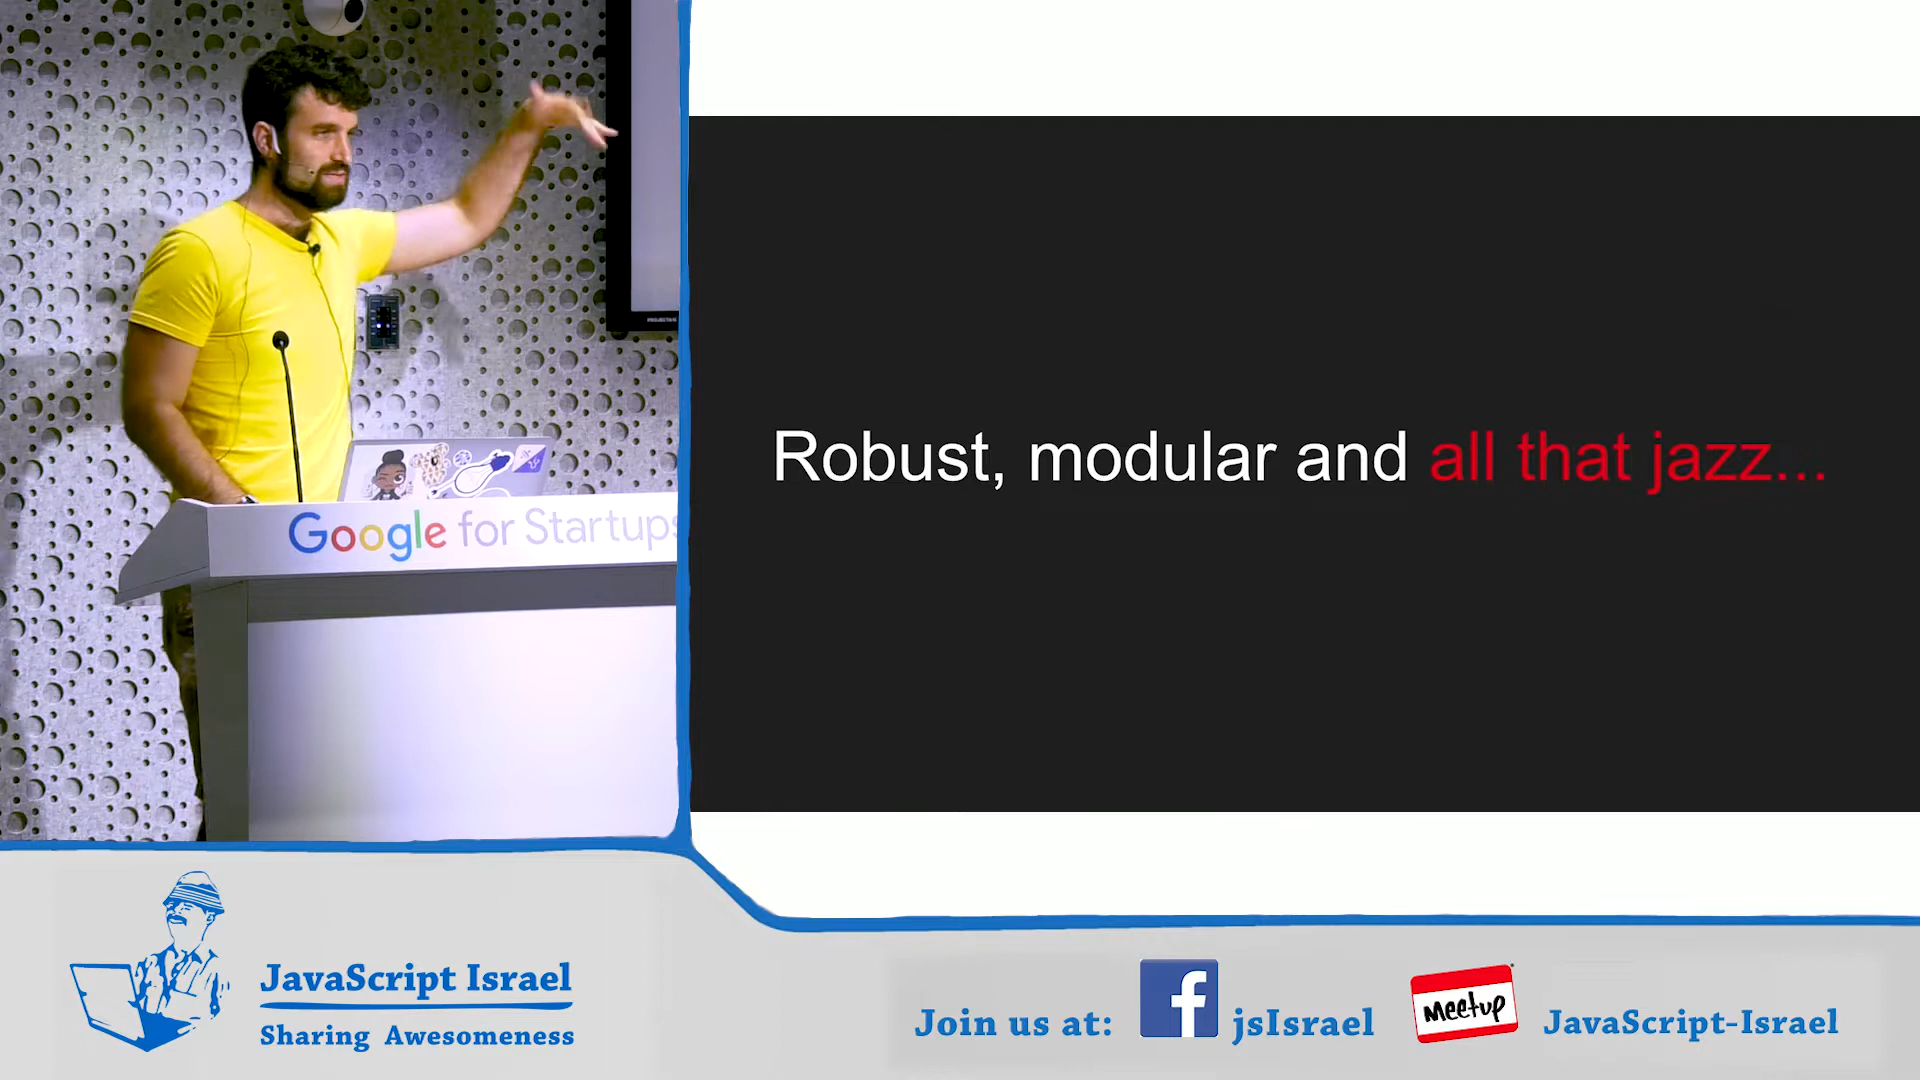 Robust, modular and all that jazz...
Google for Startups
JavaScript Israel
Sharing Awesomeness
Join us at:
jsIsrael
Meetup
JavaScript-Israel